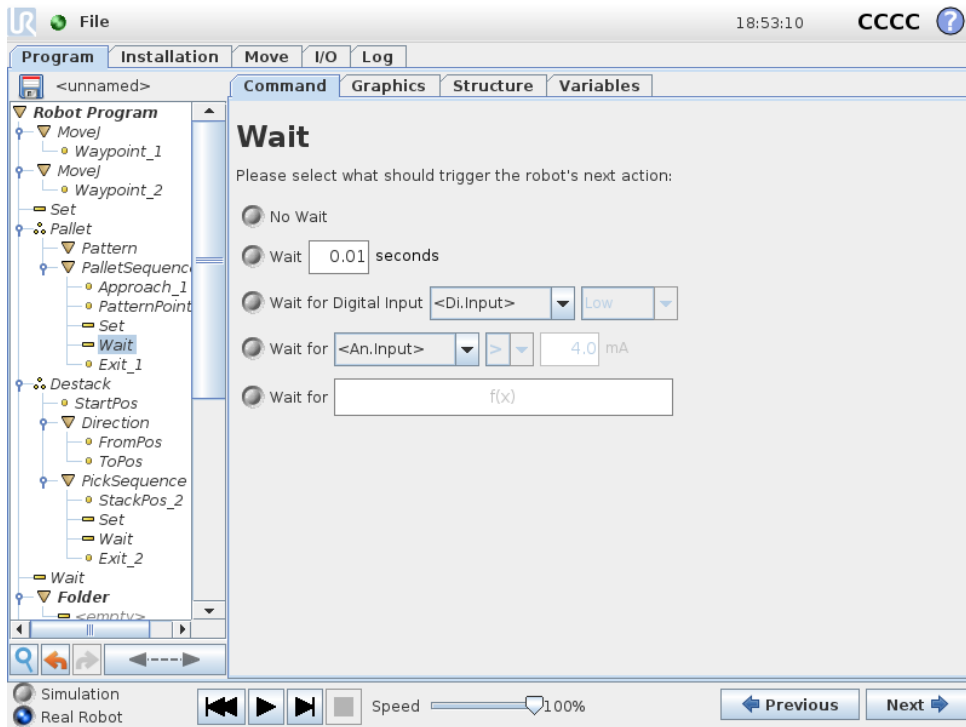 UR File 18:53:10 CCCC ?
Program Installation Move I/O Log
<unnamed>
Command Graphics Structure Variables
Robot Program
MoveJ
Waypoint_1
MoveJ
Waypoint_2
Set
Pallet
Pattern
PalletSequenc
Approach_1
PatternPoint
Set
Wait
Exit_1
Destack
StartPos
Direction
FromPos
ToPos
PickSequence
StackPos_2
Set
Wait
Exit_2
Wait
Folder
<empty>
Wait
Please select what should trigger the robot's next action:
No Wait
Wait 0.01 seconds
Wait for Digital Input <Di.Input> Low
Wait for <An.Input> > 4.0 mA
Wait for f(x)
Simulation
Real Robot
Speed 100%
Previous Next